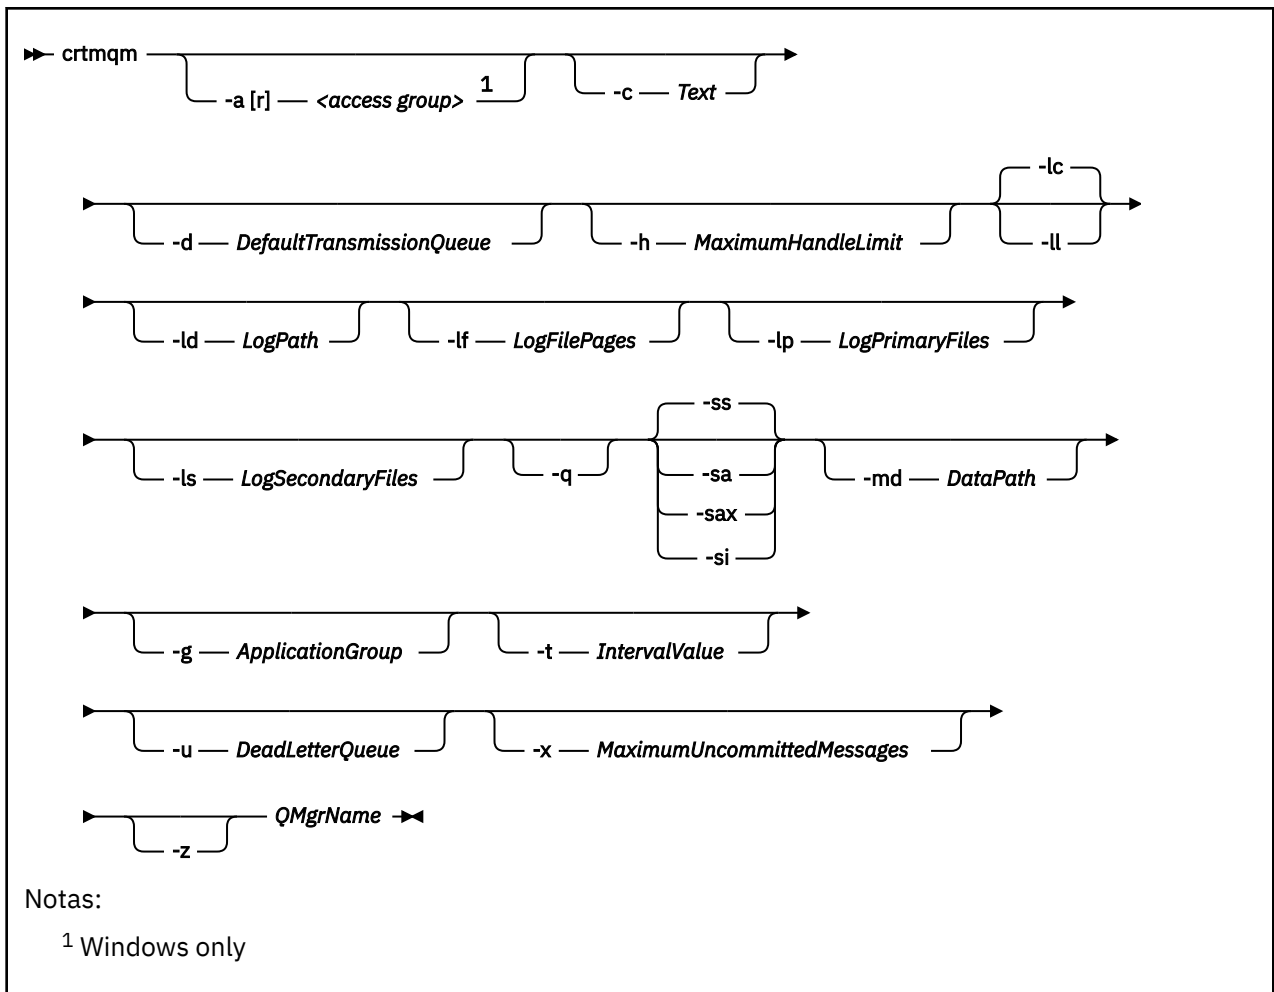 crtmqm
-a [r] <access group> 1
-c Text
-d DefaultTransmissionQueue
-h MaximumHandleLimit
-lc
-ll
-ld LogPath
-lf LogFilePages
-lp LogPrimaryFiles
-ls LogSecondaryFiles
-q
-ss
-sa
-sax
-si
-md DataPath
-g ApplicationGroup
-t IntervalValue
-u DeadLetterQueue
-x MaximumUncommittedMessages
-z
QMgrName
Notas:
1 Windows only